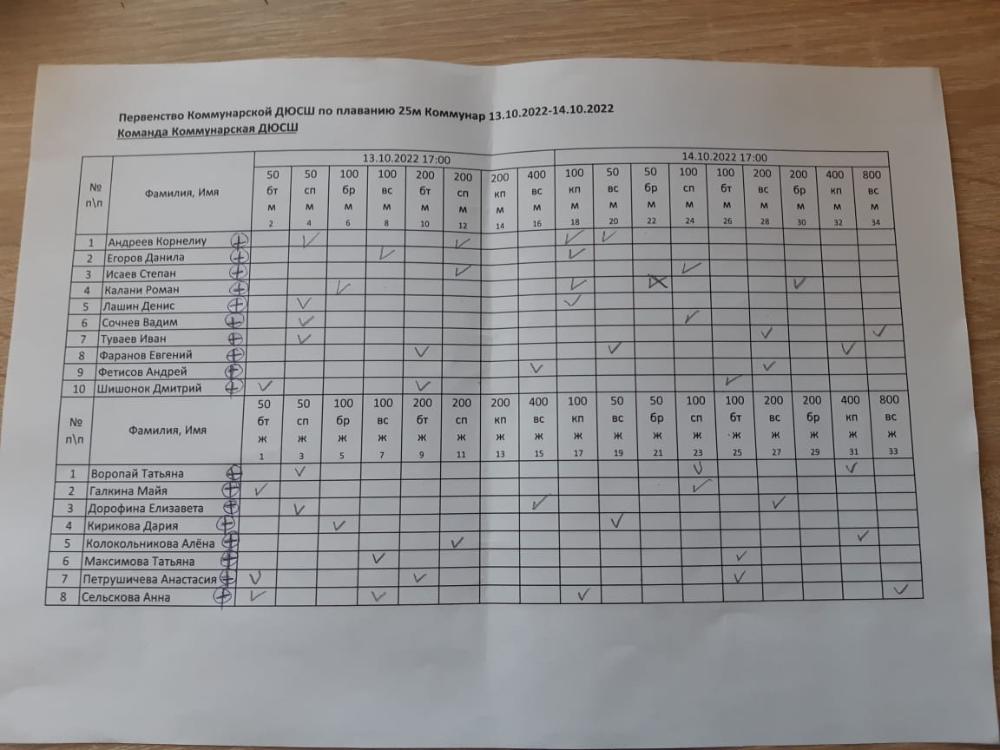 Первенство Коммунарской ДЮСШ по плаванию 25м Коммунар 13.10.2022-14.10.2022
Команда Коммунарская ДЮСШ
№ п\п Фамилия, Имя 13.10.2022 17:00 14.10.2022 17:00
50 50 100 100 200 200 200 400 100 50 50 100 100 200 200 400 800
бт сп бр вс бт сп кп вс кп вс бр сп бт вс бр кп вс
м м м м м м м м м м м м м м м м м
2 4 6 8 10 12 14 16 18 20 22 24 26 28 30 32 34
1 Андреев Корнелиу + ✓ ✓ ✓ ✓
2 Егоров Данила + ✓ ✓
3 Исаев Степан + ✓ ✓
4 Калани Роман + ✓ ✓ ✓
5 Лашин Денис + ✓ ✓
6 Сочнев Вадим + ✓ ✓
7 Туваев Иван + ✓ ✓ ✓
8 Фаранов Евгений + ✓ ✓ ✓
9 Фетисов Андрей + ✓ ✓
10 Шишонок Дмитрий + ✓ ✓ ✓
№ п\п Фамилия, Имя
50 50 100 100 200 200 200 400 100 50 50 100 100 200 200 400 800
бт сп бр вс бт сп кп вс кп вс бр сп бт вс бр кп вс
ж ж ж ж ж ж ж ж ж ж ж ж ж ж ж ж ж
1 3 5 7 9 11 13 15 17 19 21 23 25 27 29 31 33
1 Воропай Татьяна + ✓ ✓ ✓
2 Галкина Майя + ✓ ✓
3 Дорофина Елизавета + ✓ ✓ ✓
4 Кирикова Дария + ✓ ✓
5 Колокольникова Алёна + ✓ ✓
6 Максимова Татьяна + ✓ ✓
7 Петрушичева Анастасия + ✓ ✓ ✓
8 Сельскова Анна + ✓ ✓ ✓ ✓